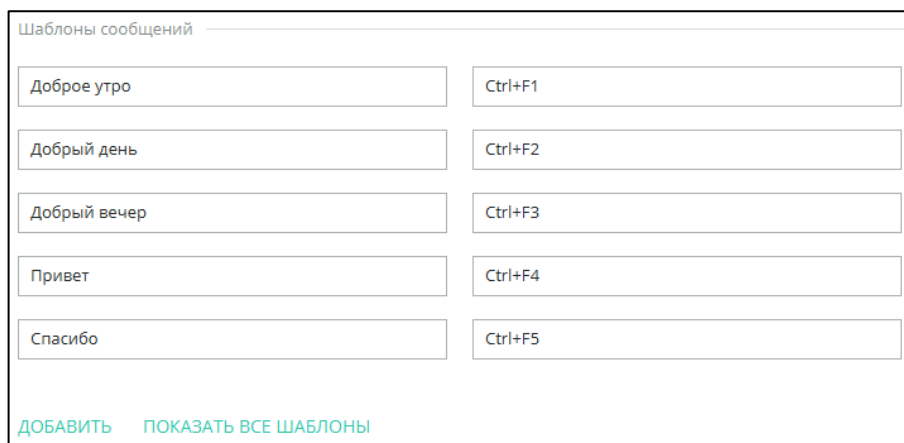 Шаблоны сообщений
Доброе утро Ctrl+F1
Добрый день Ctrl+F2
Добрый вечер Ctrl+F3
Привет Ctrl+F4
Спасибо Ctrl+F5
ДОБАВИТЬ ПОКАЗАТЬ ВСЕ ШАБЛОНЫ